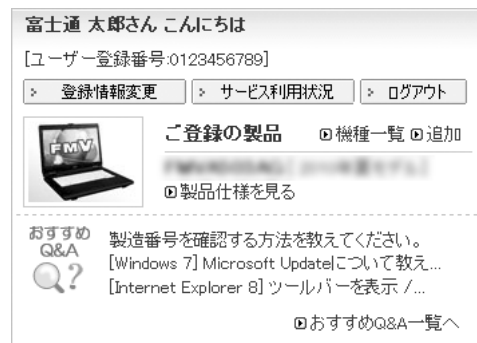 富士通 太郎さん こんにちは
[ユーザー登録番号:0123456789]
登録情報変更 サービス利用状況 ログアウト
ご登録の製品 機種一覧 追加
FMV
製品仕様を見る
おすすめ
Q&A
製造番号を確認する方法を教えてください。
[Windows 7] Microsoft Updateについて教え...
[Internet Explorer 8] ツールバーを表示 /...
おすすめQ&A一覧へ